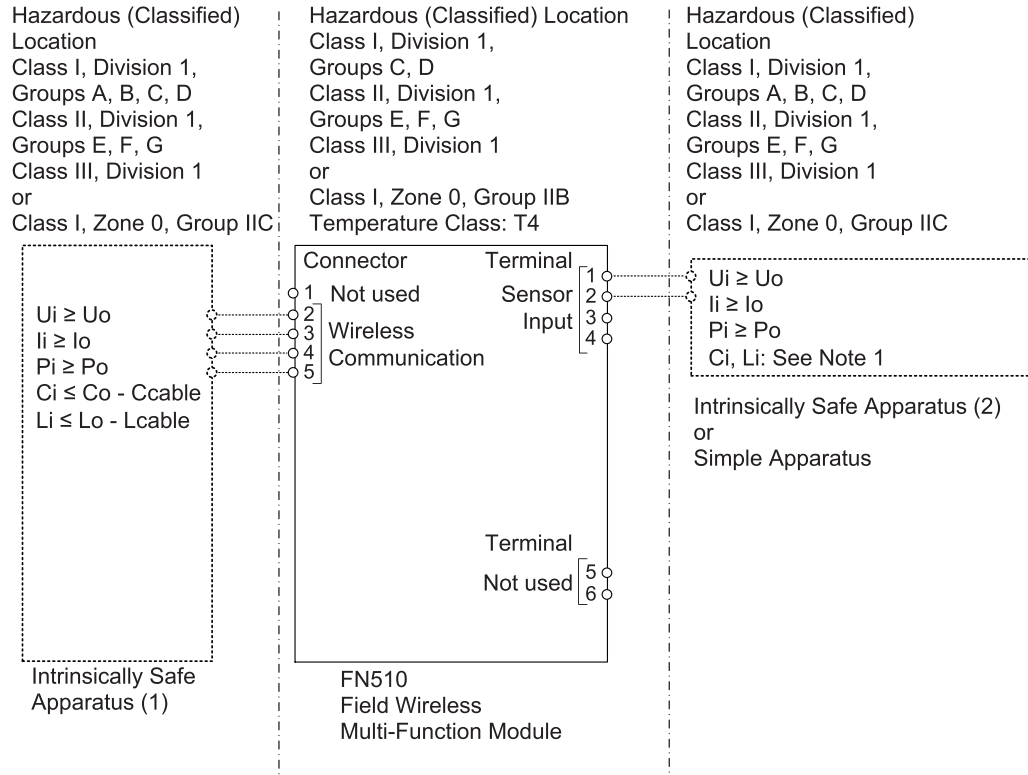 Hazardous (Classified)
Location
Class I, Division 1,
Groups A, B, C, D
Class II, Division 1,
Groups E, F, G
Class III, Division 1
or
Class I, Zone 0, Group IIC
Hazardous (Classified) Location
Class I, Division 1,
Groups C, D
Class II, Division 1,
Groups E, F, G
Class III, Division 1
or
Class I, Zone 0, Group IIB
Temperature Class: T4
Hazardous (Classified)
Location
Class I, Division 1,
Groups A, B, C, D
Class II, Division 1,
Groups E, F, G
Class III, Division 1
or
Class I, Zone 0, Group IIC
Ui ≥ Uo
Ii ≥ Io
Pi ≥ Po
Ci ≤ Co - Ccable
Li ≤ Lo - Lcable
Intrinsically Safe
Apparatus (1)
Connector
1 Not used
2
3
4
5
Wireless
Communication
Terminal
Sensor
Input
1
2
3
4
Terminal
Not used
5
6
FN510
Field Wireless
Multi-Function Module
Ui ≥ Uo
Ii ≥ Io
Pi ≥ Po
Ci, Li: See Note 1
Intrinsically Safe Apparatus (2)
or
Simple Apparatus